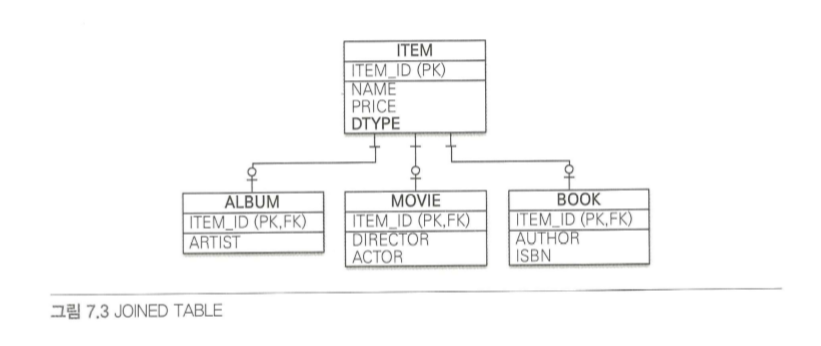 ITEM
ITEM_ID (PK)
NAME
PRICE
DTYPE
ALBUM
ITEM_ID (PK,FK)
ARTIST
MOVIE
ITEM_ID (PK,FK)
DIRECTOR
ACTOR
BOOK
ITEM_ID (PK,FK)
AUTHOR
ISBN
그림 7.3 JOINED TABLE